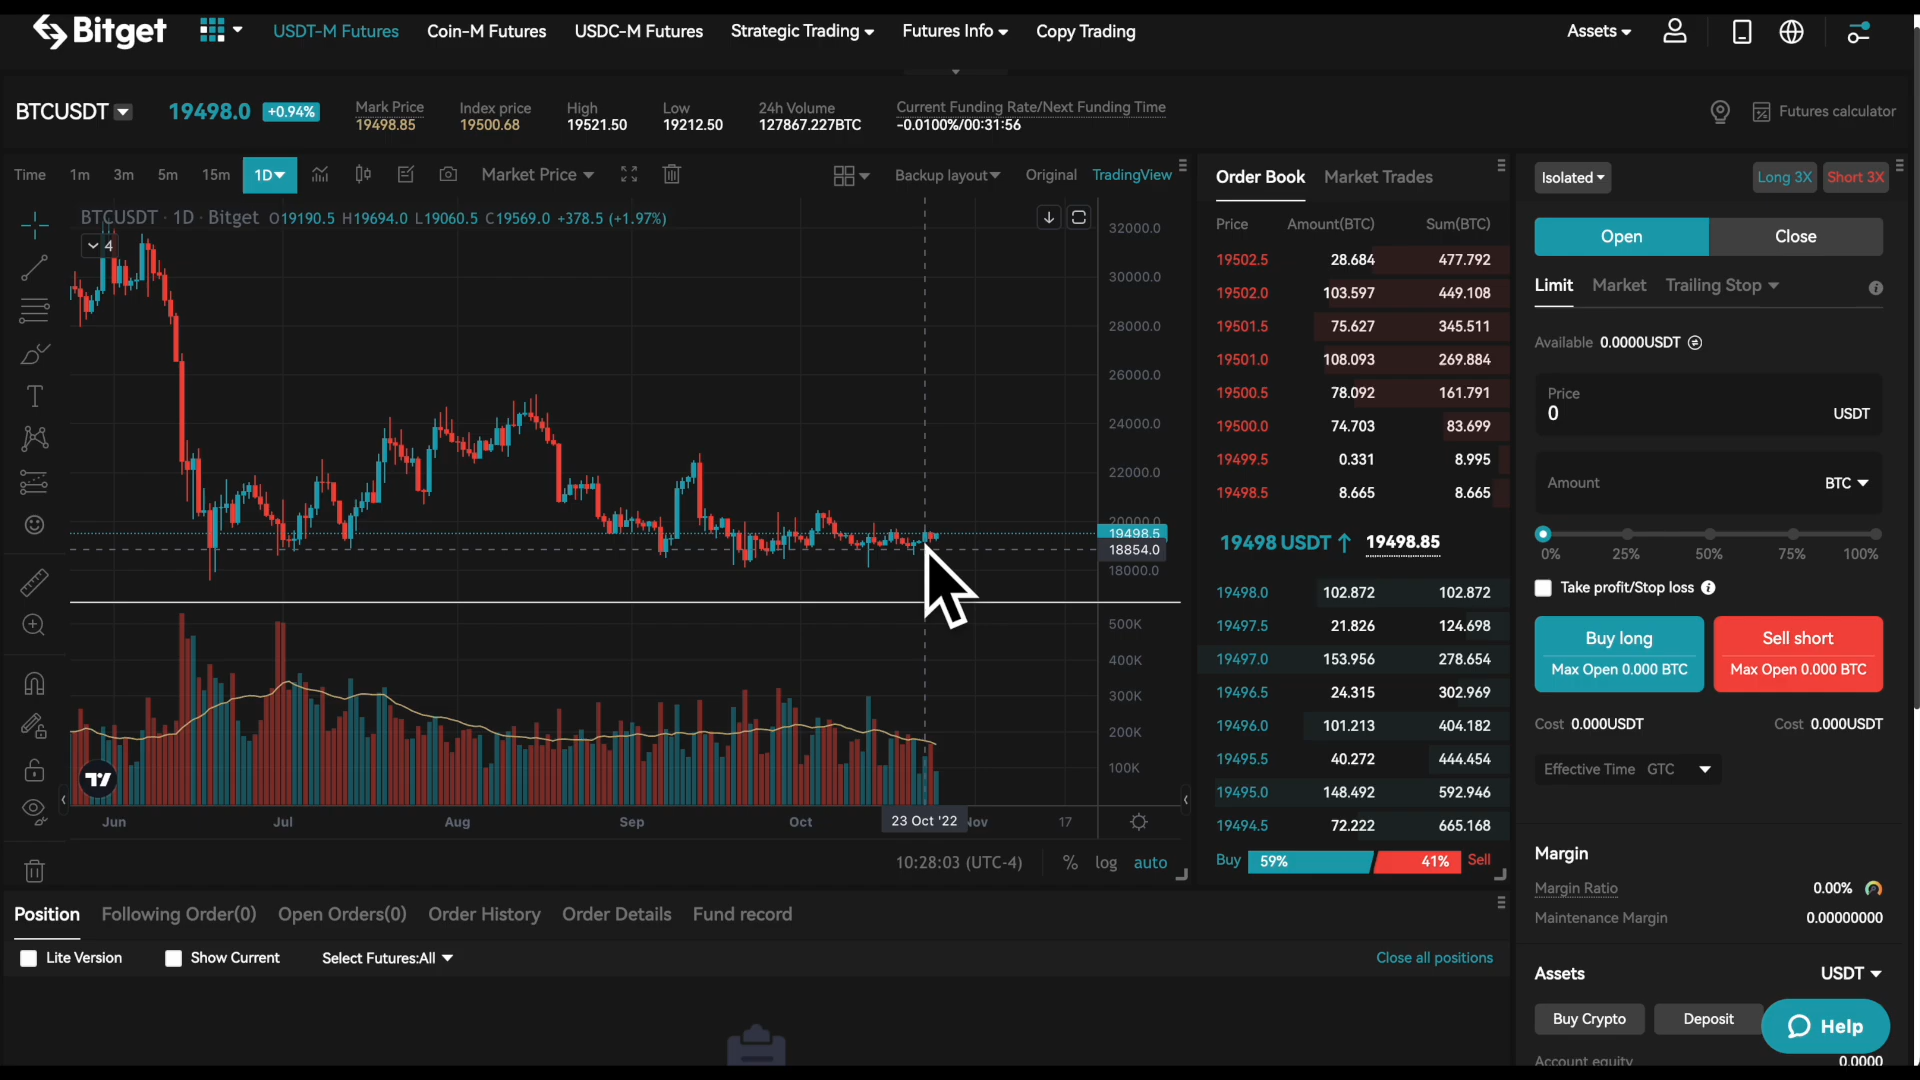 Bitget
USDT-M Futures
Coin-M Futures
USDC-M Futures
Strategic Trading
Futures Info
Copy Trading
Assets
BTCUSDT
19498.0
+0.94%
Mark Price
19498.85
Index price
19500.68
High
19521.50
Low
19212.50
24h Volume
127867.227BTC
Current Funding Rate/Next Funding Time
-0.0100%/00:31:56
Futures calculator
Time 1m 3m 5m 15m 1D
Market Price
Backup layout
Original
TradingView
BTCUSDT · 1D · Bitget O19190.5 H19694.0 L19060.5 C19569.0 +378.5 (+1.97%)
4
32000.0
30000.0
28000.0
26000.0
24000.0
22000.0
20000.0
19498.5
18854.0
18000.0
500K
400K
300K
200K
100K
Jun Jul Aug Sep Oct 23 Oct '22 Nov 17
10:28:03 (UTC-4) % log auto
Order Book Market Trades
Price Amount(BTC) Sum(BTC)
19502.5 28.684 477.792
19502.0 103.597 449.108
19501.5 75.627 345.511
19501.0 108.093 269.884
19500.5 78.092 161.791
19500.0 74.703 83.699
19499.5 0.331 8.995
19498.5 8.665 8.665
19498 USDT ↑ 19498.85
19498.0 102.872 102.872
19497.5 21.826 124.698
19497.0 153.956 278.654
19496.5 24.315 302.969
19496.0 101.213 404.182
19495.5 40.272 444.454
19495.0 148.492 592.946
19494.5 72.222 665.168
Buy 59% 41% Sell
Isolated
Long 3X Short 3X
Open Close
Limit Market Trailing Stop
Available 0.0000USDT
Price
0 USDT
Amount BTC
0% 25% 50% 75% 100%
Take profit/Stop loss
Buy long
Max Open 0.000 BTC
Sell short
Max Open 0.000 BTC
Cost 0.000USDT
Cost 0.000USDT
Effective Time GTC
Margin
Margin Ratio 0.00%
Maintenance Margin 0.00000000
Assets USDT
Buy Crypto Deposit
Help
Account equity 0.0000
Position Following Order(0) Open Orders(0) Order History Order Details Fund record
Lite Version Show Current Select Futures:All Close all positions